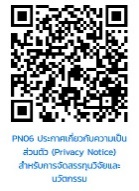 PN06 ประกาศเกี่ยวกับความเป็น
ส่วนตัว (Privacy Notice)
สำหรับการจัดสรรทุนวิจัยและ
นวัตกรรม